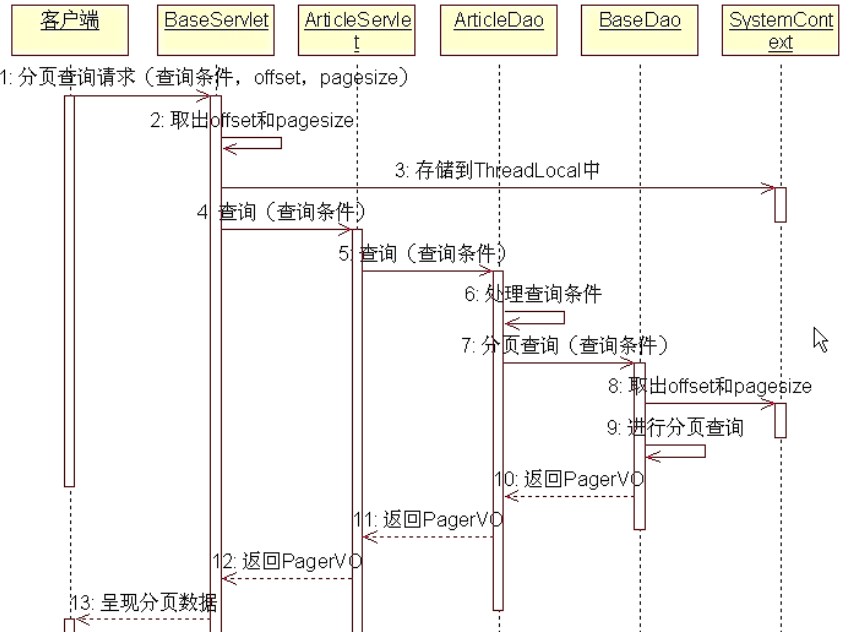 客户端
BaseServlet
ArticleServle
t
ArticleDao
BaseDao
SystemCont
ext
1: 分页查询请求（查询条件，offset，pagesize）
2: 取出offset和pagesize
3: 存储到ThreadLocal中
4: 查询（查询条件）
5: 查询（查询条件）
6: 处理查询条件
7: 分页查询（查询条件）
8: 取出offset和pagesize
9: 进行分页查询
10: 返回PagerVO
11: 返回PagerVO
12: 返回PagerVO
13: 呈现分页数据